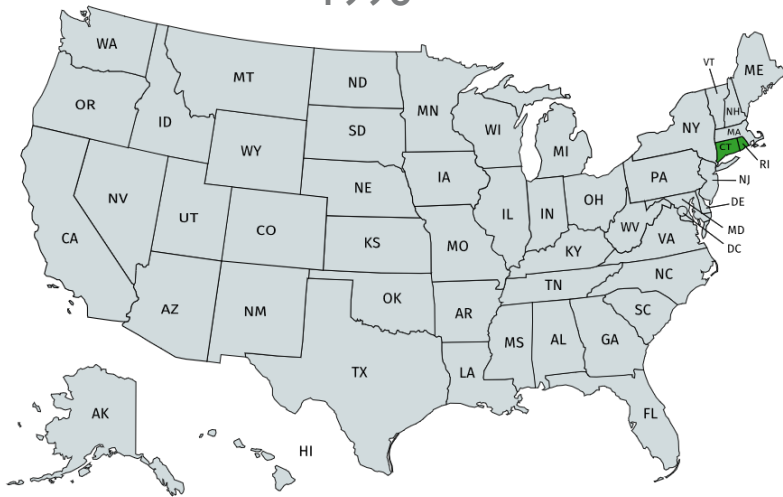 WA
MT
ND
MN
VT
ME
OR
ID
SD
WI
MI
NY
NH
MA
CT
RI
WY
NV
UT
CO
NE
IA
IL
IN
OH
PA
NJ
DE
MD
DC
CA
KS
MO
KY
WV
VA
AZ
NM
OK
AR
TN
NC
SC
MS
AL
GA
TX
LA
FL
AK
HI